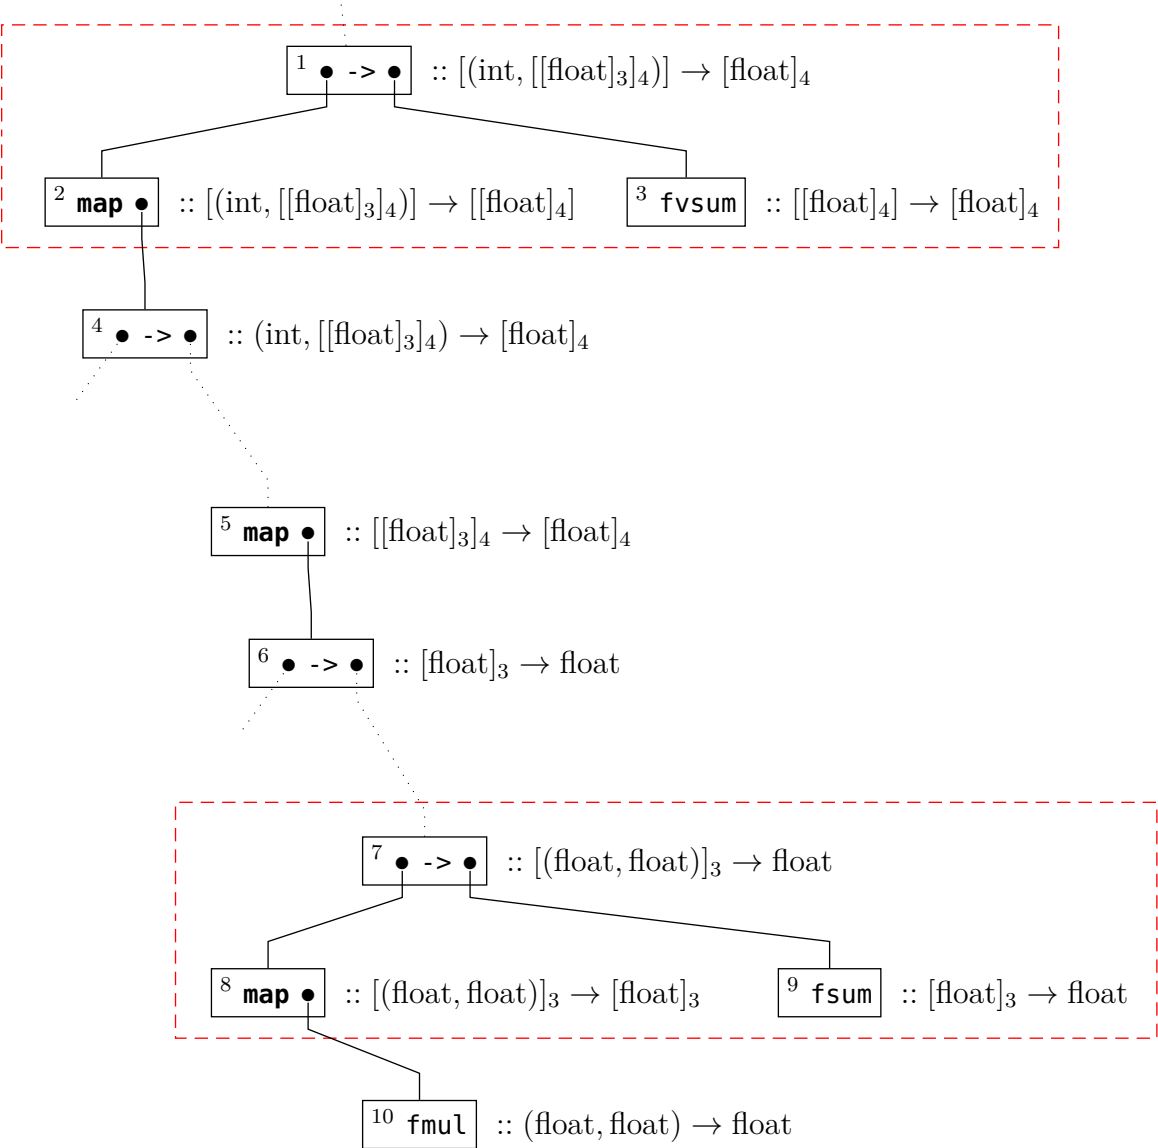 1 ● -> ● :: [(int, [[float]₃]₄)] → [float]₄
2 map ● :: [(int, [[float]₃]₄)] → [[float]₄] 3 fvsum :: [[float]₄] → [float]₄
4 ● -> ● :: (int, [[float]₃]₄) → [float]₄
5 map ● :: [[float]₃]₄ → [float]₄
6 ● -> ● :: [float]₃ → float
7 ● -> ● :: [(float, float)]₃ → float
8 map ● :: [(float, float)]₃ → [float]₃ 9 fsum :: [float]₃ → float
10 fmul :: (float, float) → float